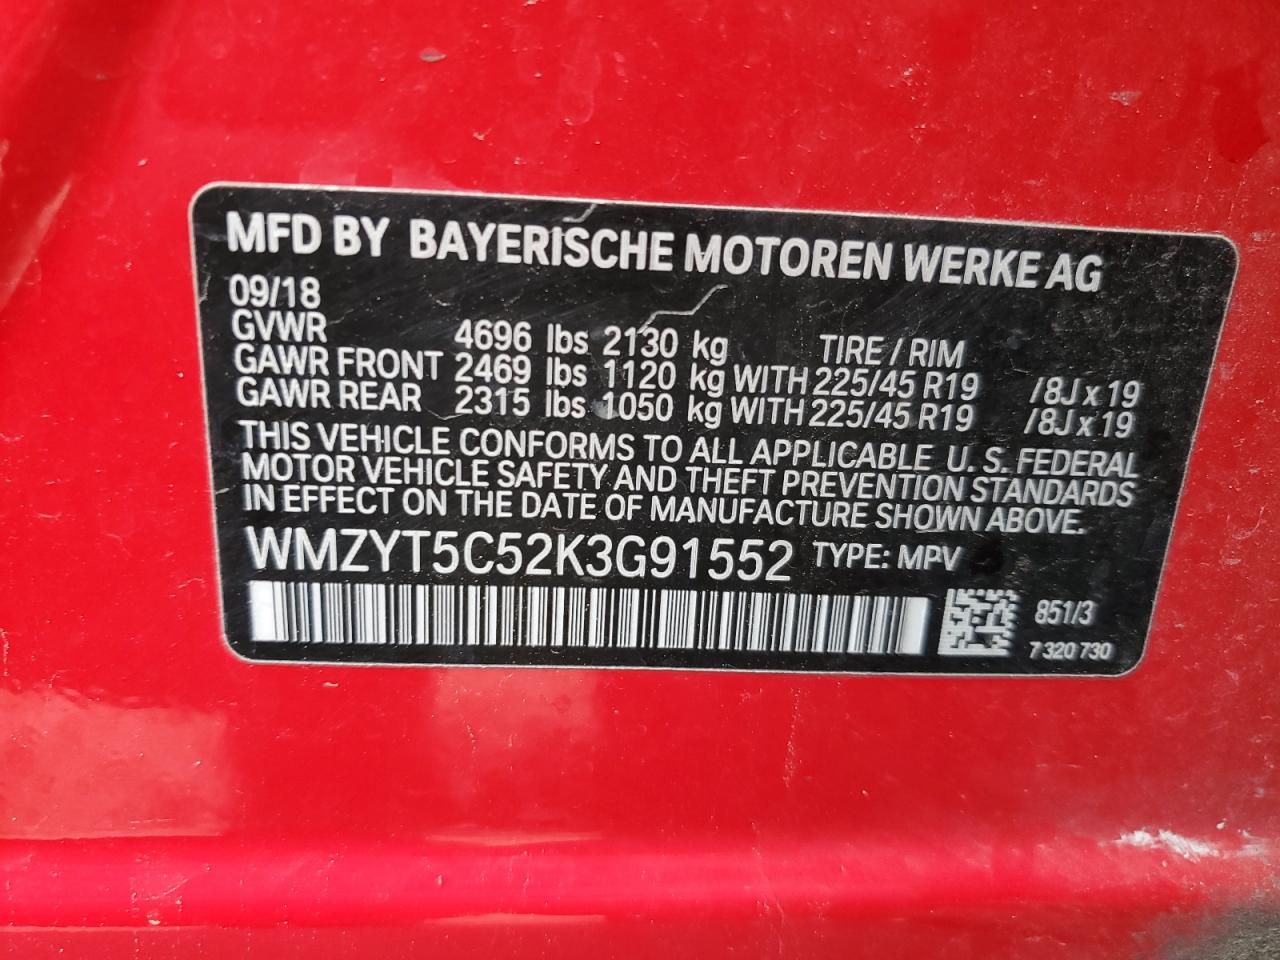 MFD BY BAYERISCHE MOTOREN WERKE AG
09/18
GVWR 4696 lbs 2130 kg TIRE / RIM
GAWR FRONT 2469 lbs 1120 kg WITH 225/45 R19 /8J x 19
GAWR REAR 2315 lbs 1050 kg WITH 225/45 R19 /8J x 19
THIS VEHICLE CONFORMS TO ALL APPLICABLE U. S. FEDERAL
MOTOR VEHICLE SAFETY AND THEFT PREVENTION STANDARDS
IN EFFECT ON THE DATE OF MANUFACTURE SHOWN ABOVE.
WMZYT5C52K3G91552 TYPE: MPV
851/3
7 320 730